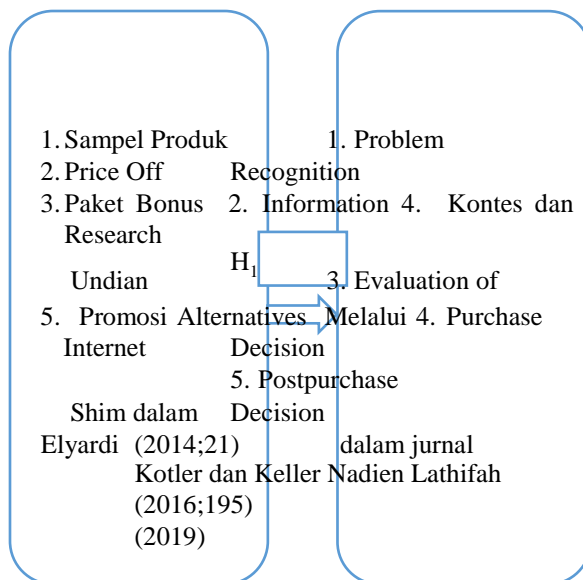 1. Sampel Produk 1. Problem
2. Price Off Recognition
3. Paket Bonus 2. Information 4. Kontes dan
Research
H1
Undian 3. Evaluation of
5. Promosi Alternatives Melalui 4. Purchase
Internet Decision
5. Postpurchase
Shim dalam Decision
Elyardi (2014;21) dalam jurnal
Kotler dan Keller Nadien Lathifah
(2016;195)
(2019)